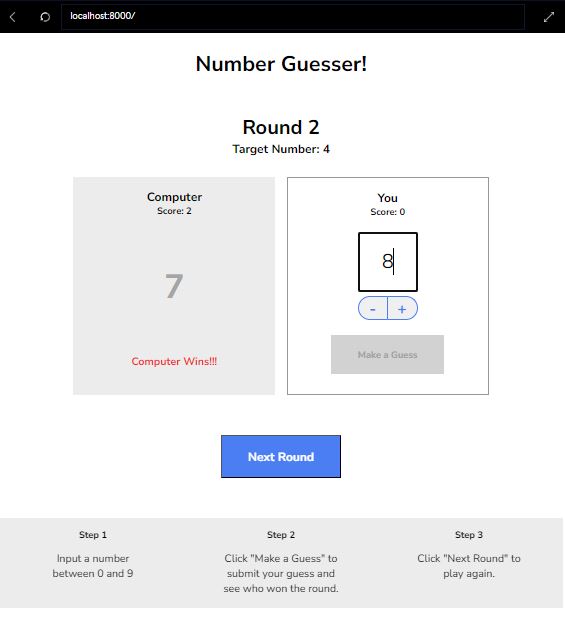 localhost:8000/
Number Guesser!
Round 2
Target Number: 4
Computer
Score: 2
7
Computer Wins!!!
You
Score: 0
8
- +
Make a Guess
Next Round
Step 1
Input a number
between 0 and 9
Step 2
Click "Make a Guess" to
submit your guess and
see who won the round.
Step 3
Click "Next Round" to
play again.